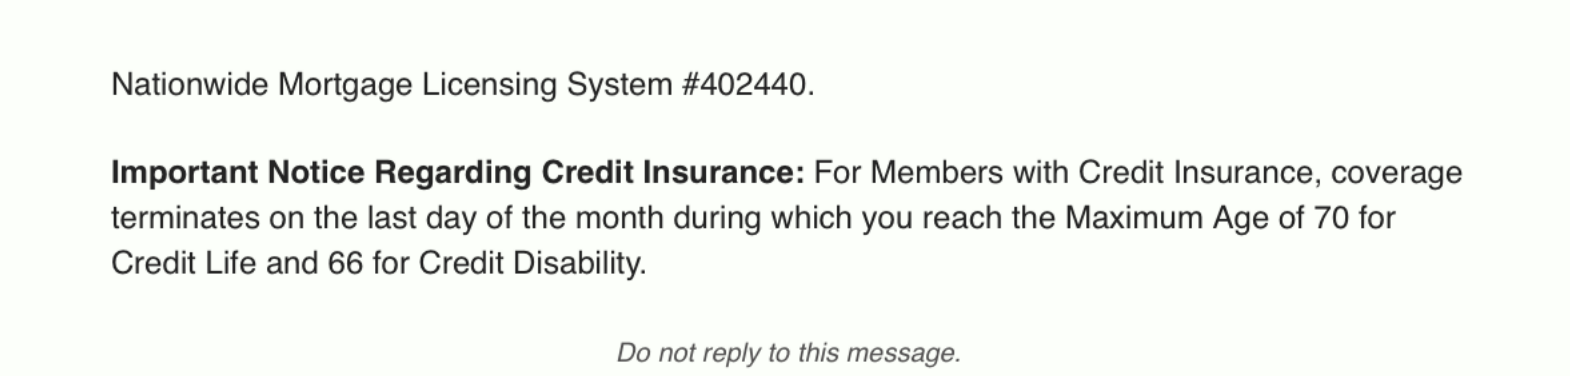 Nationwide Mortgage Licensing System #402440.
Important Notice Regarding Credit Insurance: For Members with Credit Insurance, coverage
terminates on the last day of the month during which you reach the Maximum Age of 70 for
Credit Life and 66 for Credit Disability.
Do not reply to this message.